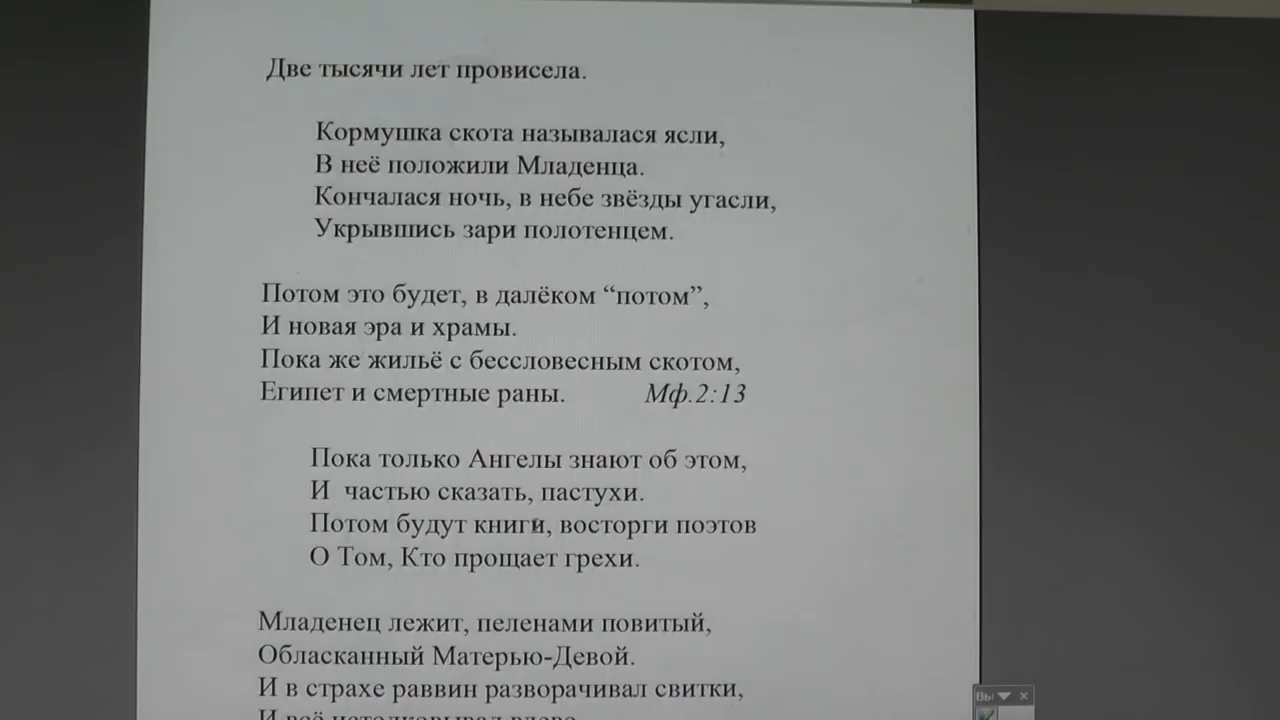 Две тысячи лет провисела.
Кормушка скота называлася ясли,
В неё положили Младенца.
Кончалася ночь, в небе звёзды угасли,
Укрывшись зари полотенцем.
Потом это будет, в далёком “потом”,
И новая эра и храмы.
Пока же жильё с бессловесным скотом,
Египет и смертные раны. Мф.2:13
Пока только Ангелы знают об этом,
И частью сказать, пастухи.
Потом будут книги, восторги поэтов
О Том, Кто прощает грехи.
Младенец лежит, пеленами повитый,
Обласканный Матерью-Девой.
И в страхе раввин разворачивал свитки,
И всё
Вы